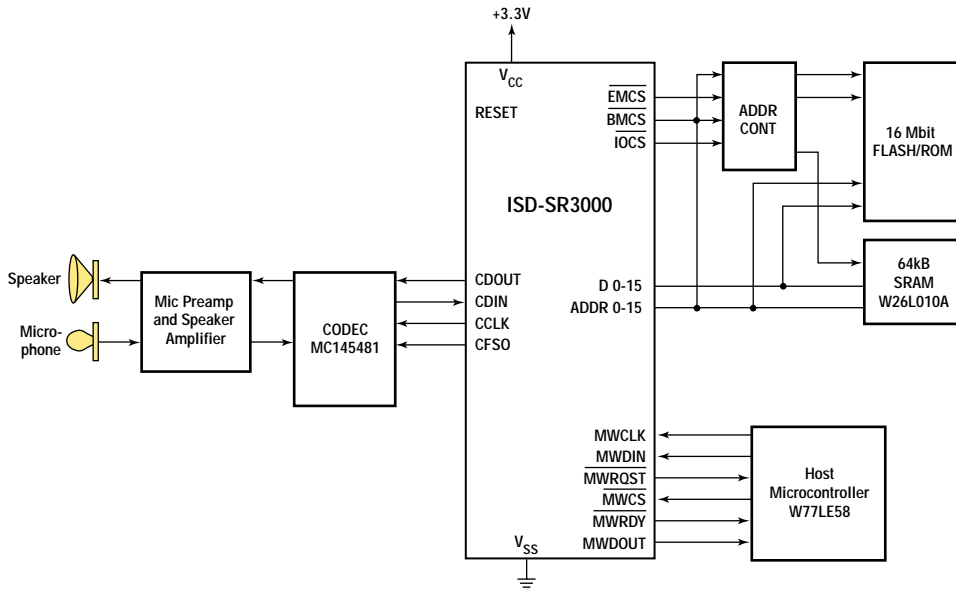 +3.3V
VCC
RESET
EMCS
BMCS
IOCS
ADDR
CONT
16 Mbit
FLASH/ROM
ISD-SR3000
Speaker
Micro-
phone
Mic Preamp
and Speaker
Amplifier
CODEC
MC145481
CDOUT
CDIN
CCLK
CFSO
D 0-15
ADDR 0-15
64kB
SRAM
W26L010A
MWCLK
MWDIN
MWRQST
MWCS
MWRDY
MWDOUT
Host
Microcontroller
W77LE58
VSS